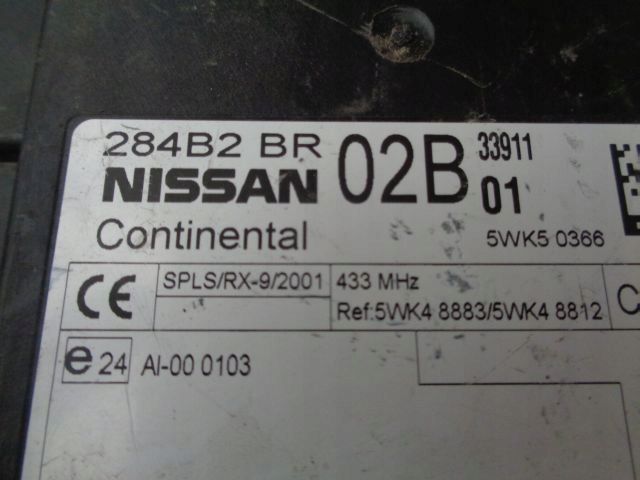 284B2 BR 02B 33911
NISSAN 01
Continental 5WK5 0366
CE SPLS/RX-9/2001 433 MHz
Ref:5WK4 8883/5WK4 8812 C
e 24 AI-00 0103